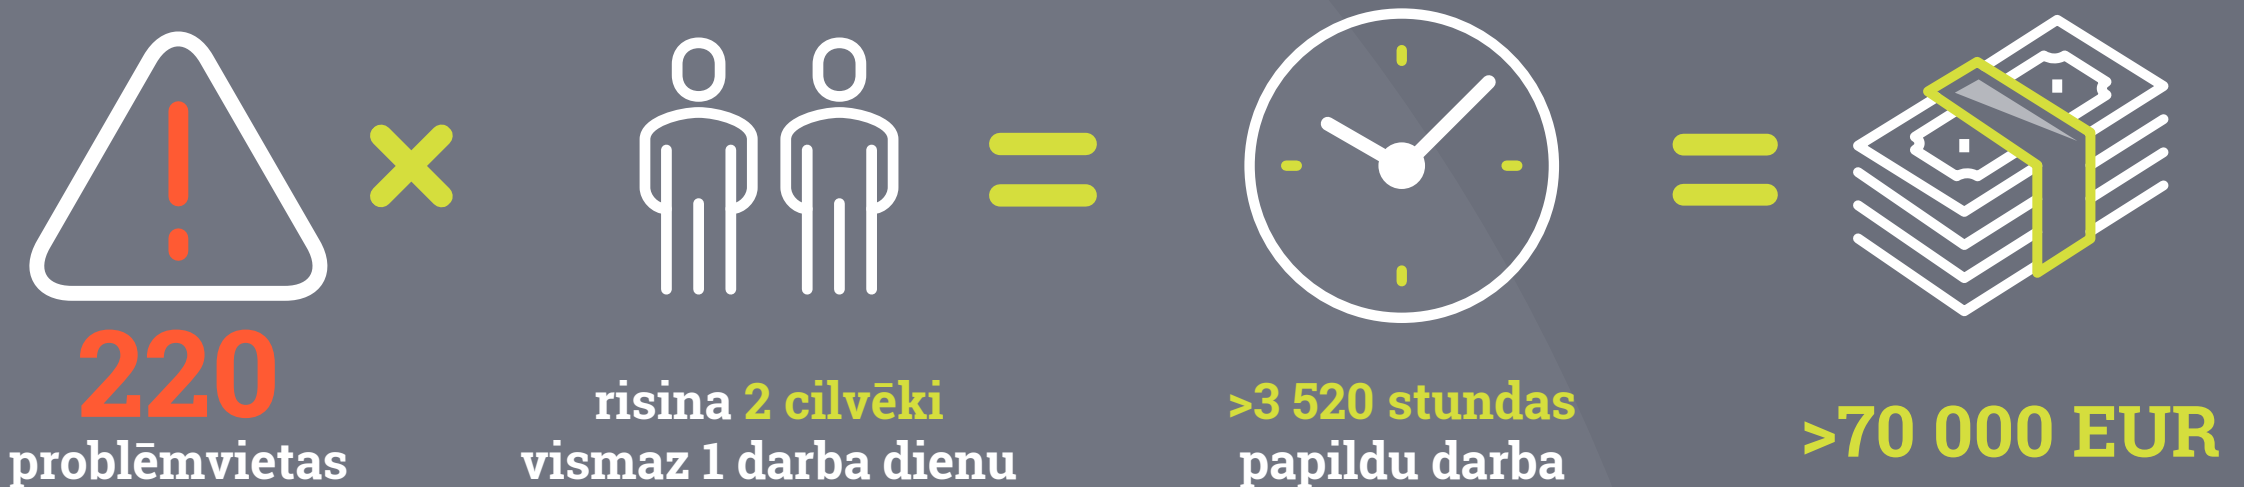 220
problēmvietas
risina 2 cilvēki
vismaz 1 darba dienu
>3 520 stundas
papildu darba
>70 000 EUR